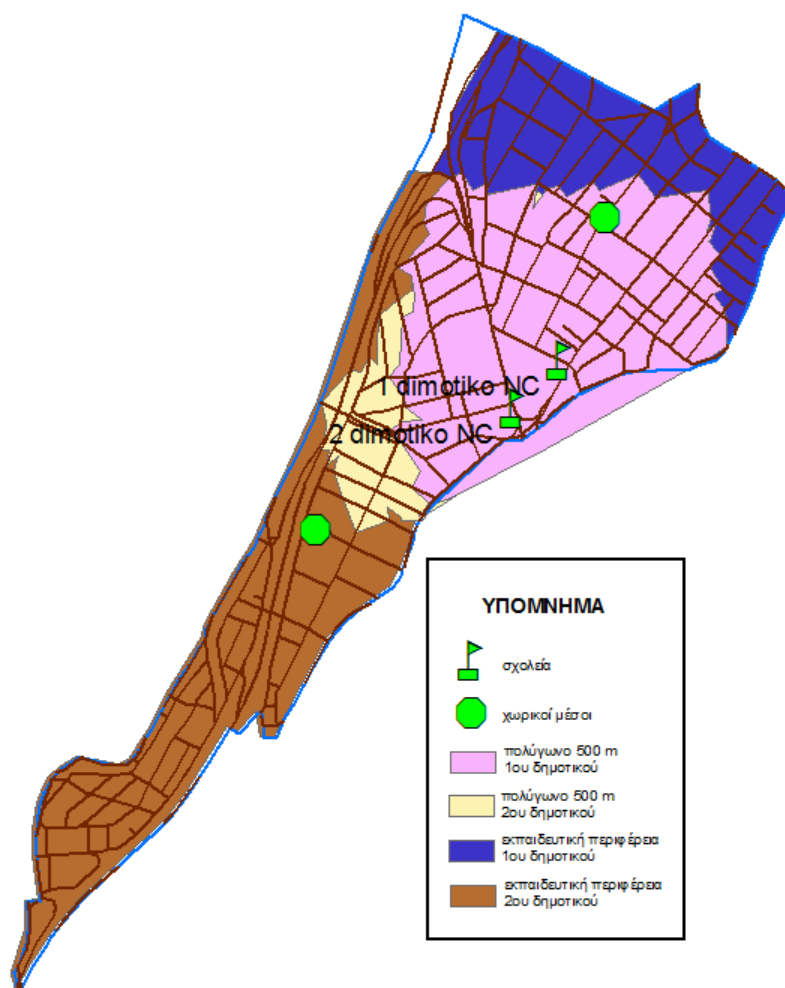 1 dimotiko NC
2 dimotiko NC
ΥΠΟΜΝΗΜΑ
σχολεία
χωρικοί μέσοι
πολύγωνο 500 m
1ου δημοτικού
πολύγωνο 500 m
2ου δημοτικού
εκπαιδευτική περιφέρεια
1ου δημοτικού
εκπαιδευτική περιφέρεια
2ου δημοτικού